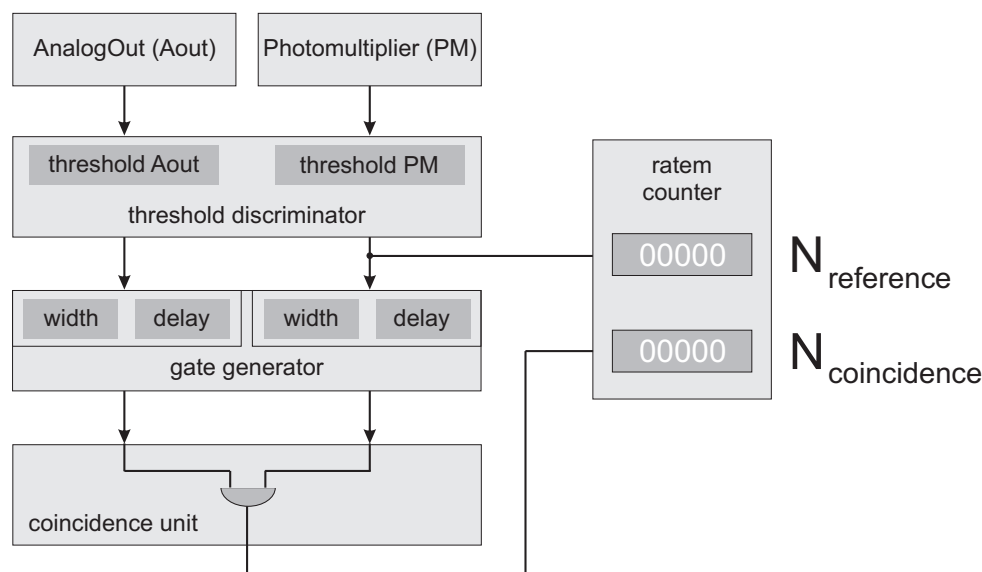 AnalogOut (Aout)
Photomultiplier (PM)
threshold Aout
threshold PM
threshold discriminator
ratem
counter
00000
N reference
width
delay
width
delay
gate generator
00000
N coincidence
coincidence unit